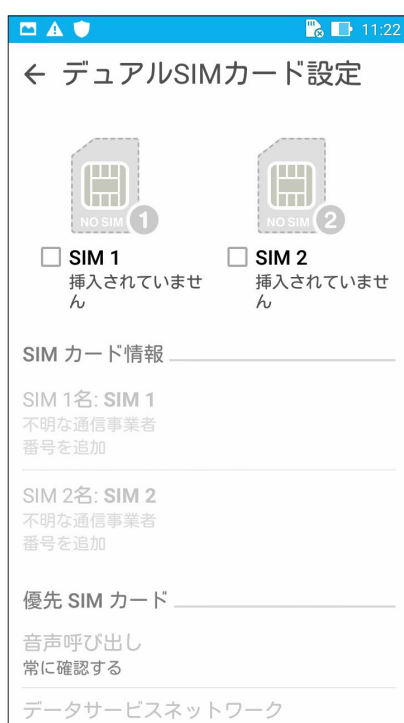 11:22
← デュアルSIMカード設定
NO SIM 1
NO SIM 2
SIM 1
SIM 2
挿入されていませ
ん
挿入されていませ
ん
SIM カード情報
SIM 1名: SIM 1
不明な通信事業者
番号を追加
SIM 2名: SIM 2
不明な通信事業者
番号を追加
優先 SIM カード
音声呼び出し
常に確認する
データサービスネットワーク